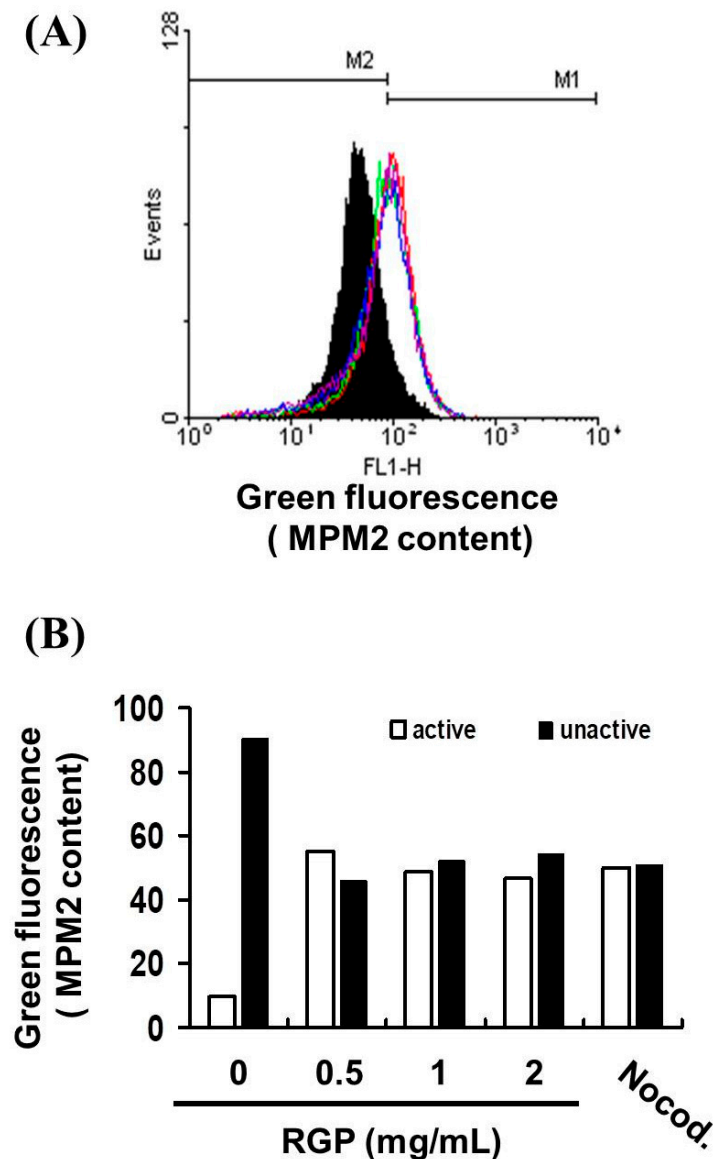 (A)
128
M2
M1
Events
0
10⁰ 10¹ 10² 10³ 10⁴
FL1-H
Green fluorescence
( MPM2 content)
(B)
Green fluorescence
( MPM2 content)
100
80
60
40
20
0
active unactive
0 0.5 1 2 Nocod.
RGP (mg/mL)